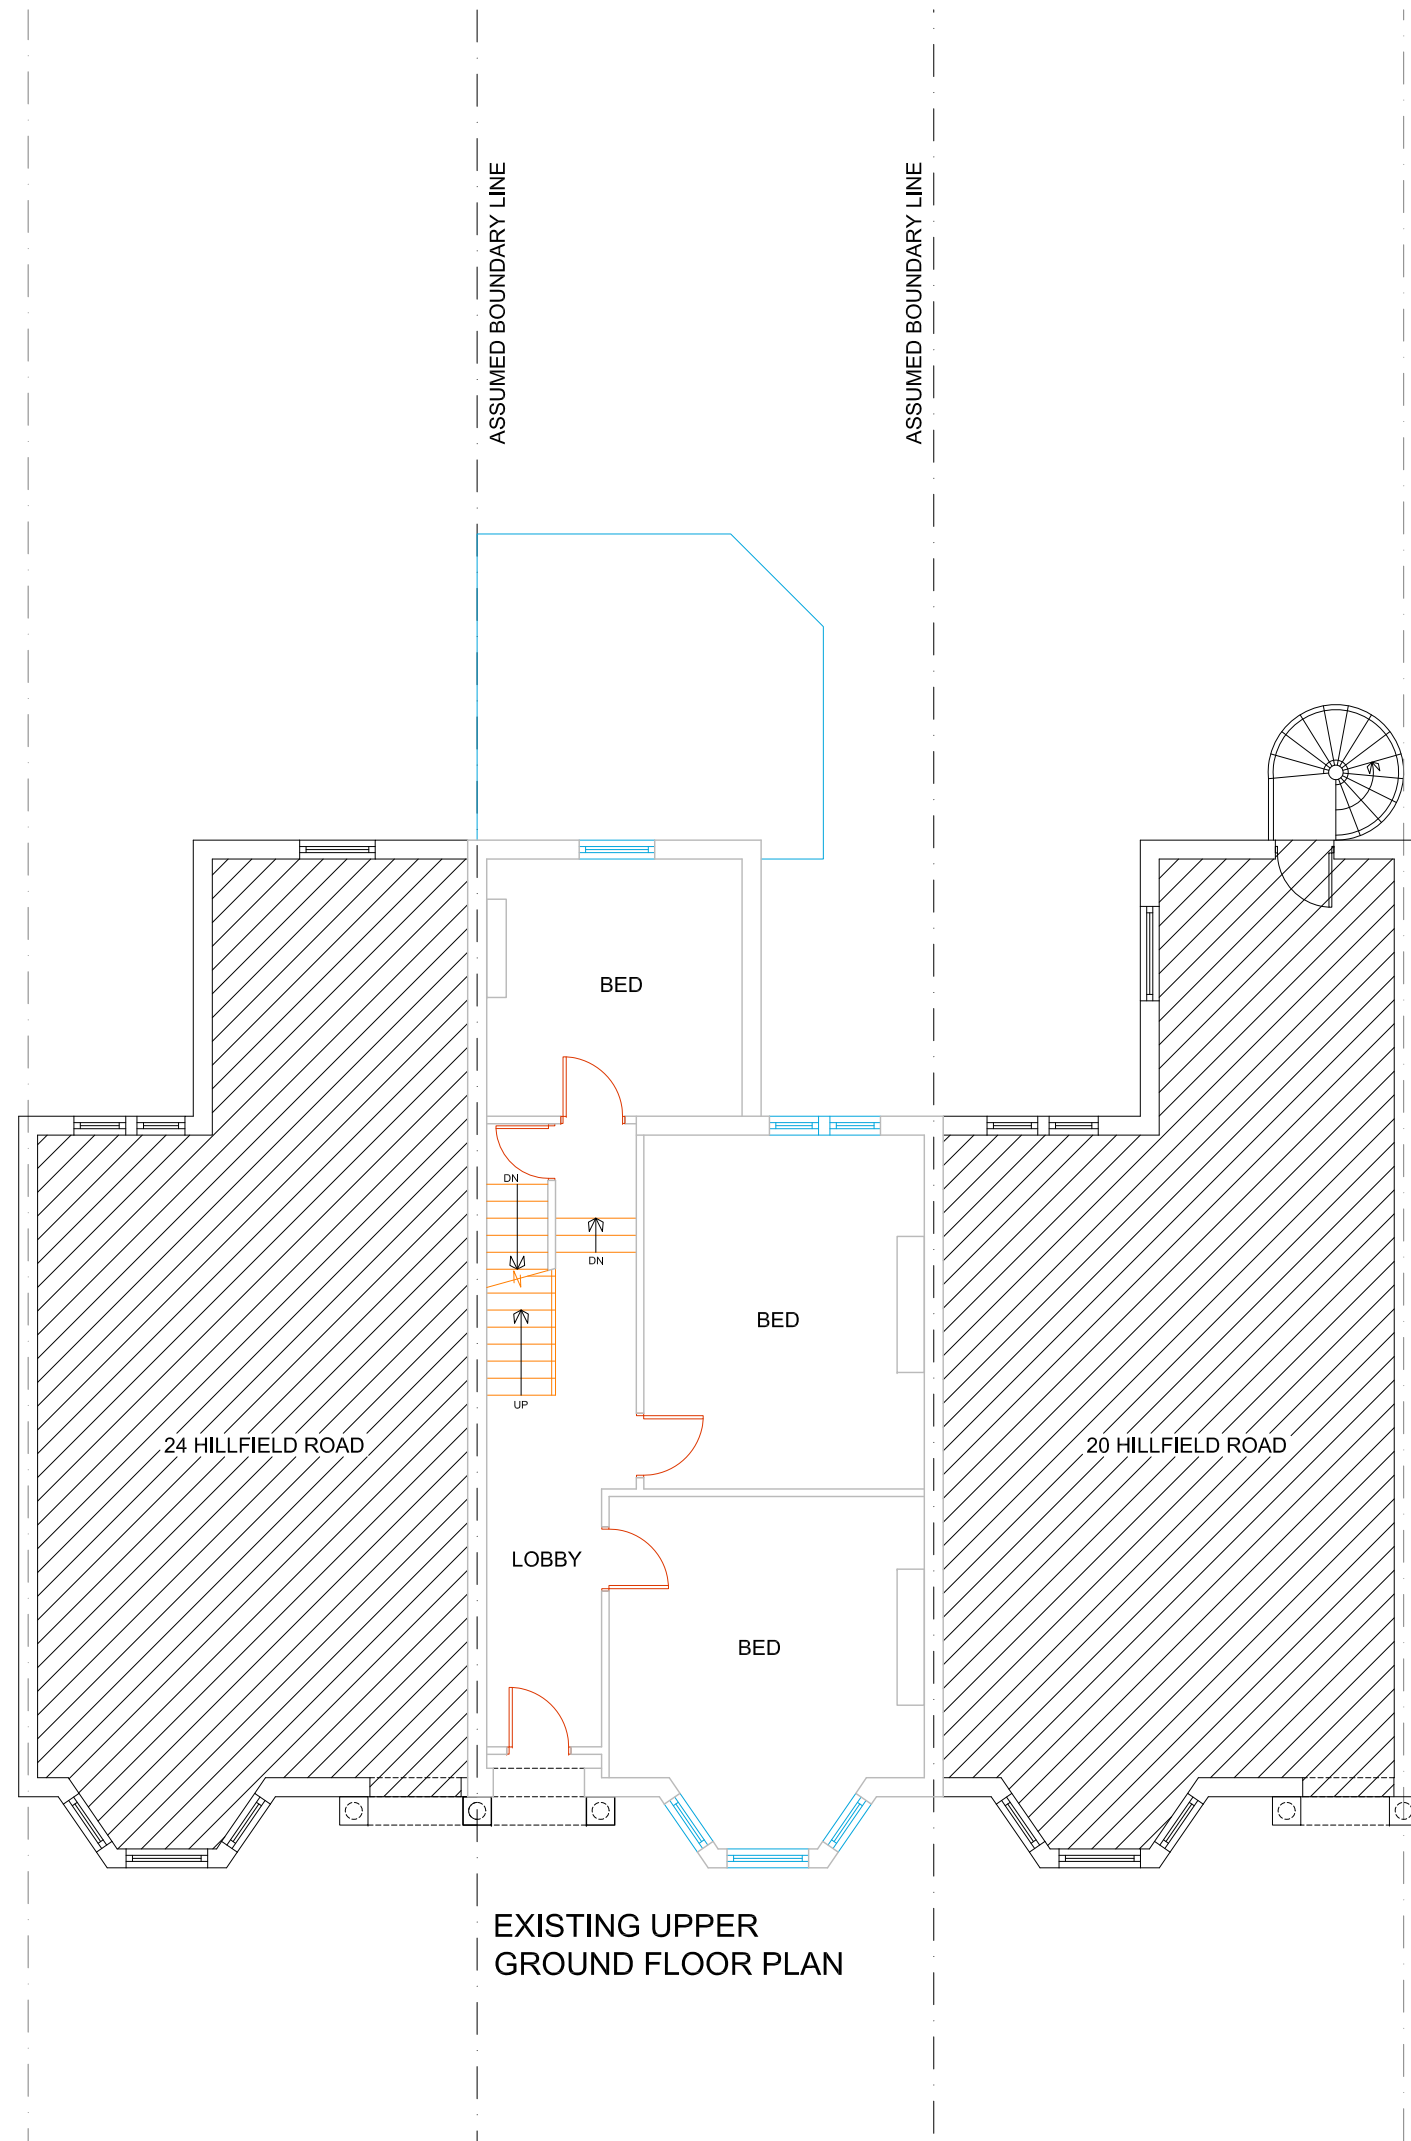 ASSUMED BOUNDARY LINE
ASSUMED BOUNDARY LINE
BED
DN
DN
BED
UP
24 HILLFIELD ROAD
20 HILLFIELD ROAD
LOBBY
BED
EXISTING UPPER
GROUND FLOOR PLAN